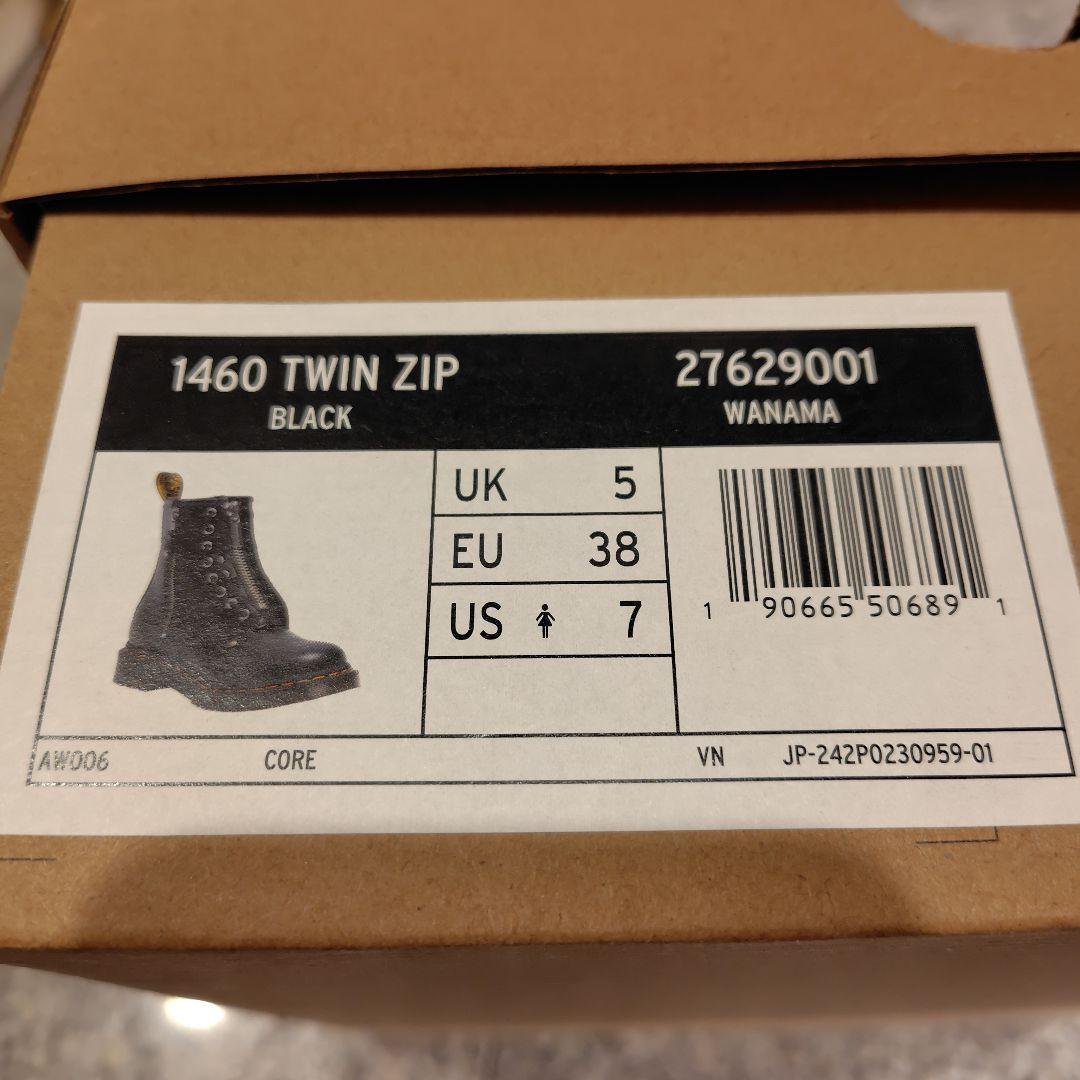 1460 TWIN ZIP
BLACK
27629001
WANAMA
UK 5
EU 38
US 7
1 90665 50689 1
AW006 CORE VN JP-242P0230959-01